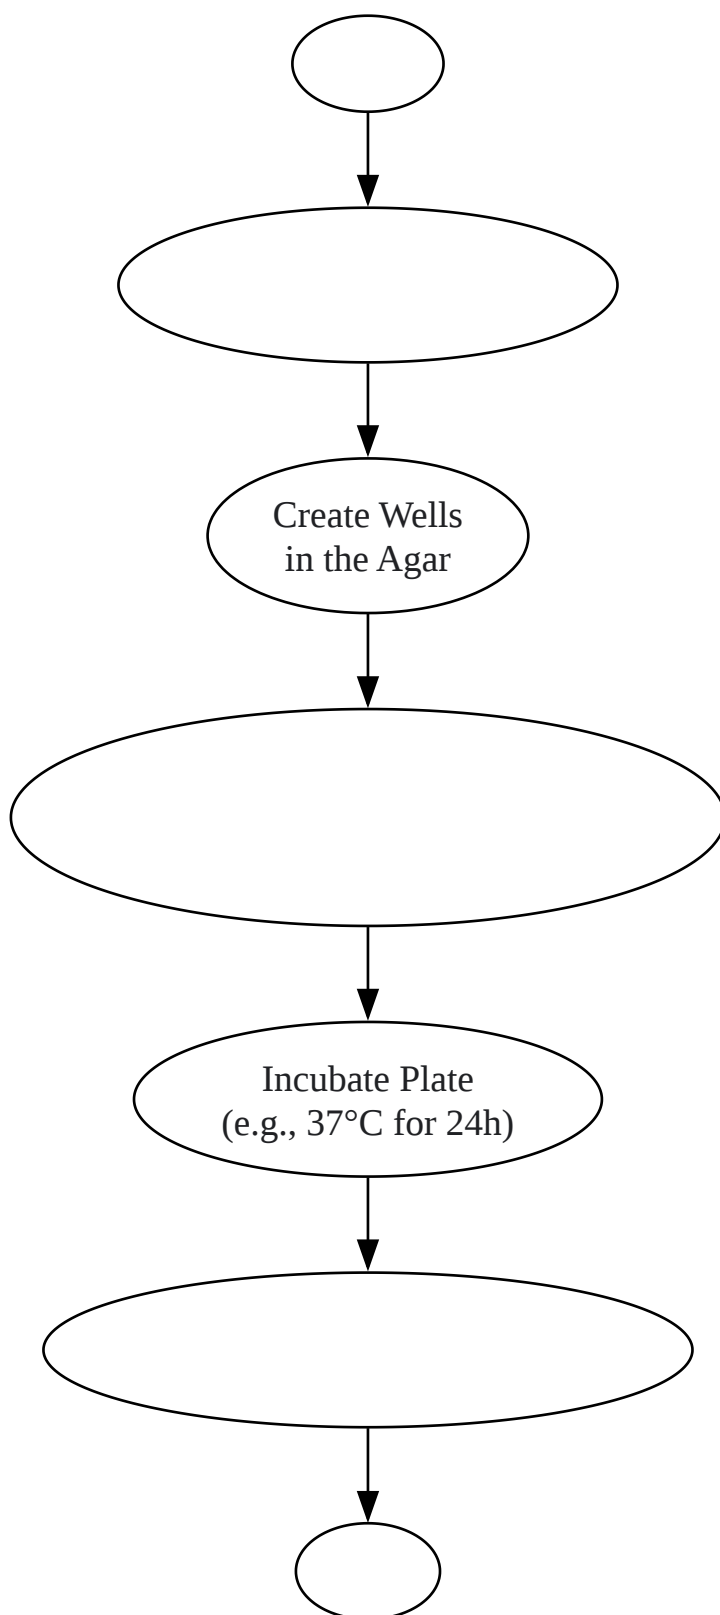 Create Wells
in the Agar
Incubate Plate
(e.g., 37°C for 24h)